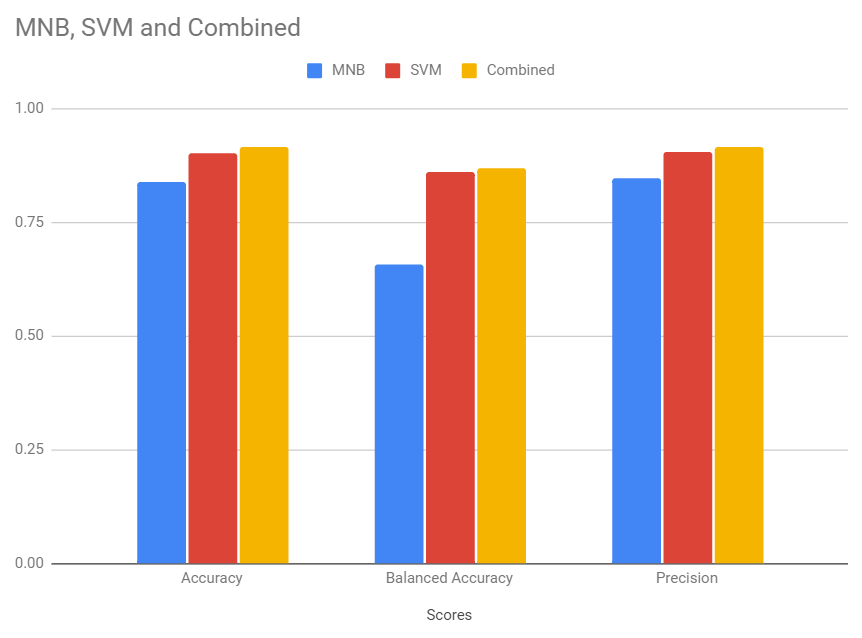 MNB, SVM and Combined
MNB SVM Combined
1.00
0.75
0.50
0.25
0.00
Accuracy Balanced Accuracy Precision
Scores